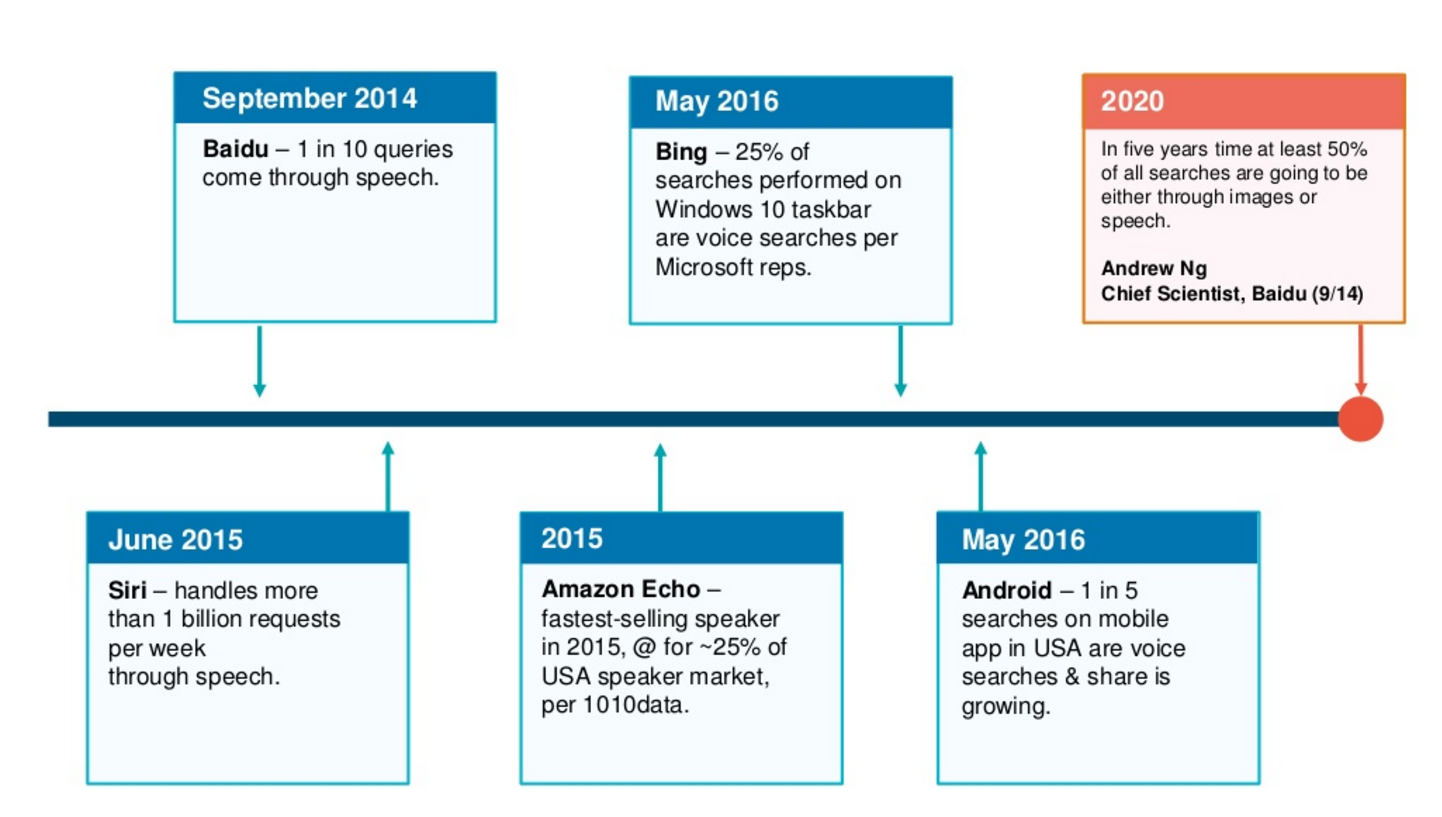 September 2014
Baidu – 1 in 10 queries
come through speech.
May 2016
Bing – 25% of
searches performed on
Windows 10 taskbar
are voice searches per
Microsoft reps.
2020
In five years time at least 50%
of all searches are going to be
either through images or
speech.
Andrew Ng
Chief Scientist, Baidu (9/14)
June 2015
Siri – handles more
than 1 billion requests
per week
through speech.
2015
Amazon Echo –
fastest-selling speaker
in 2015, @ for ~25% of
USA speaker market,
per 1010data.
May 2016
Android – 1 in 5
searches on mobile
app in USA are voice
searches & share is
growing.